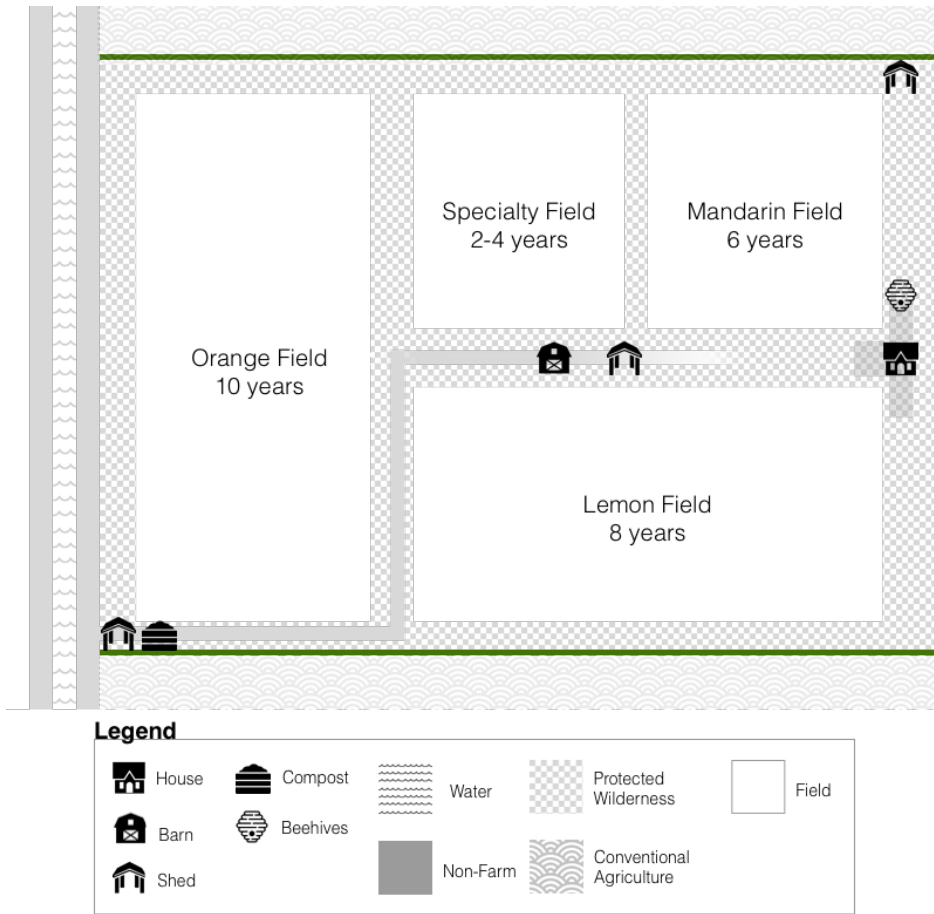 Specialty Field
2-4 years
Mandarin Field
6 years
Orange Field
10 years
Lemon Field
8 years
Legend
House
Compost
Water
Protected
Wilderness
Field
Barn
Beehives
Shed
Non-Farm
Conventional
Agriculture